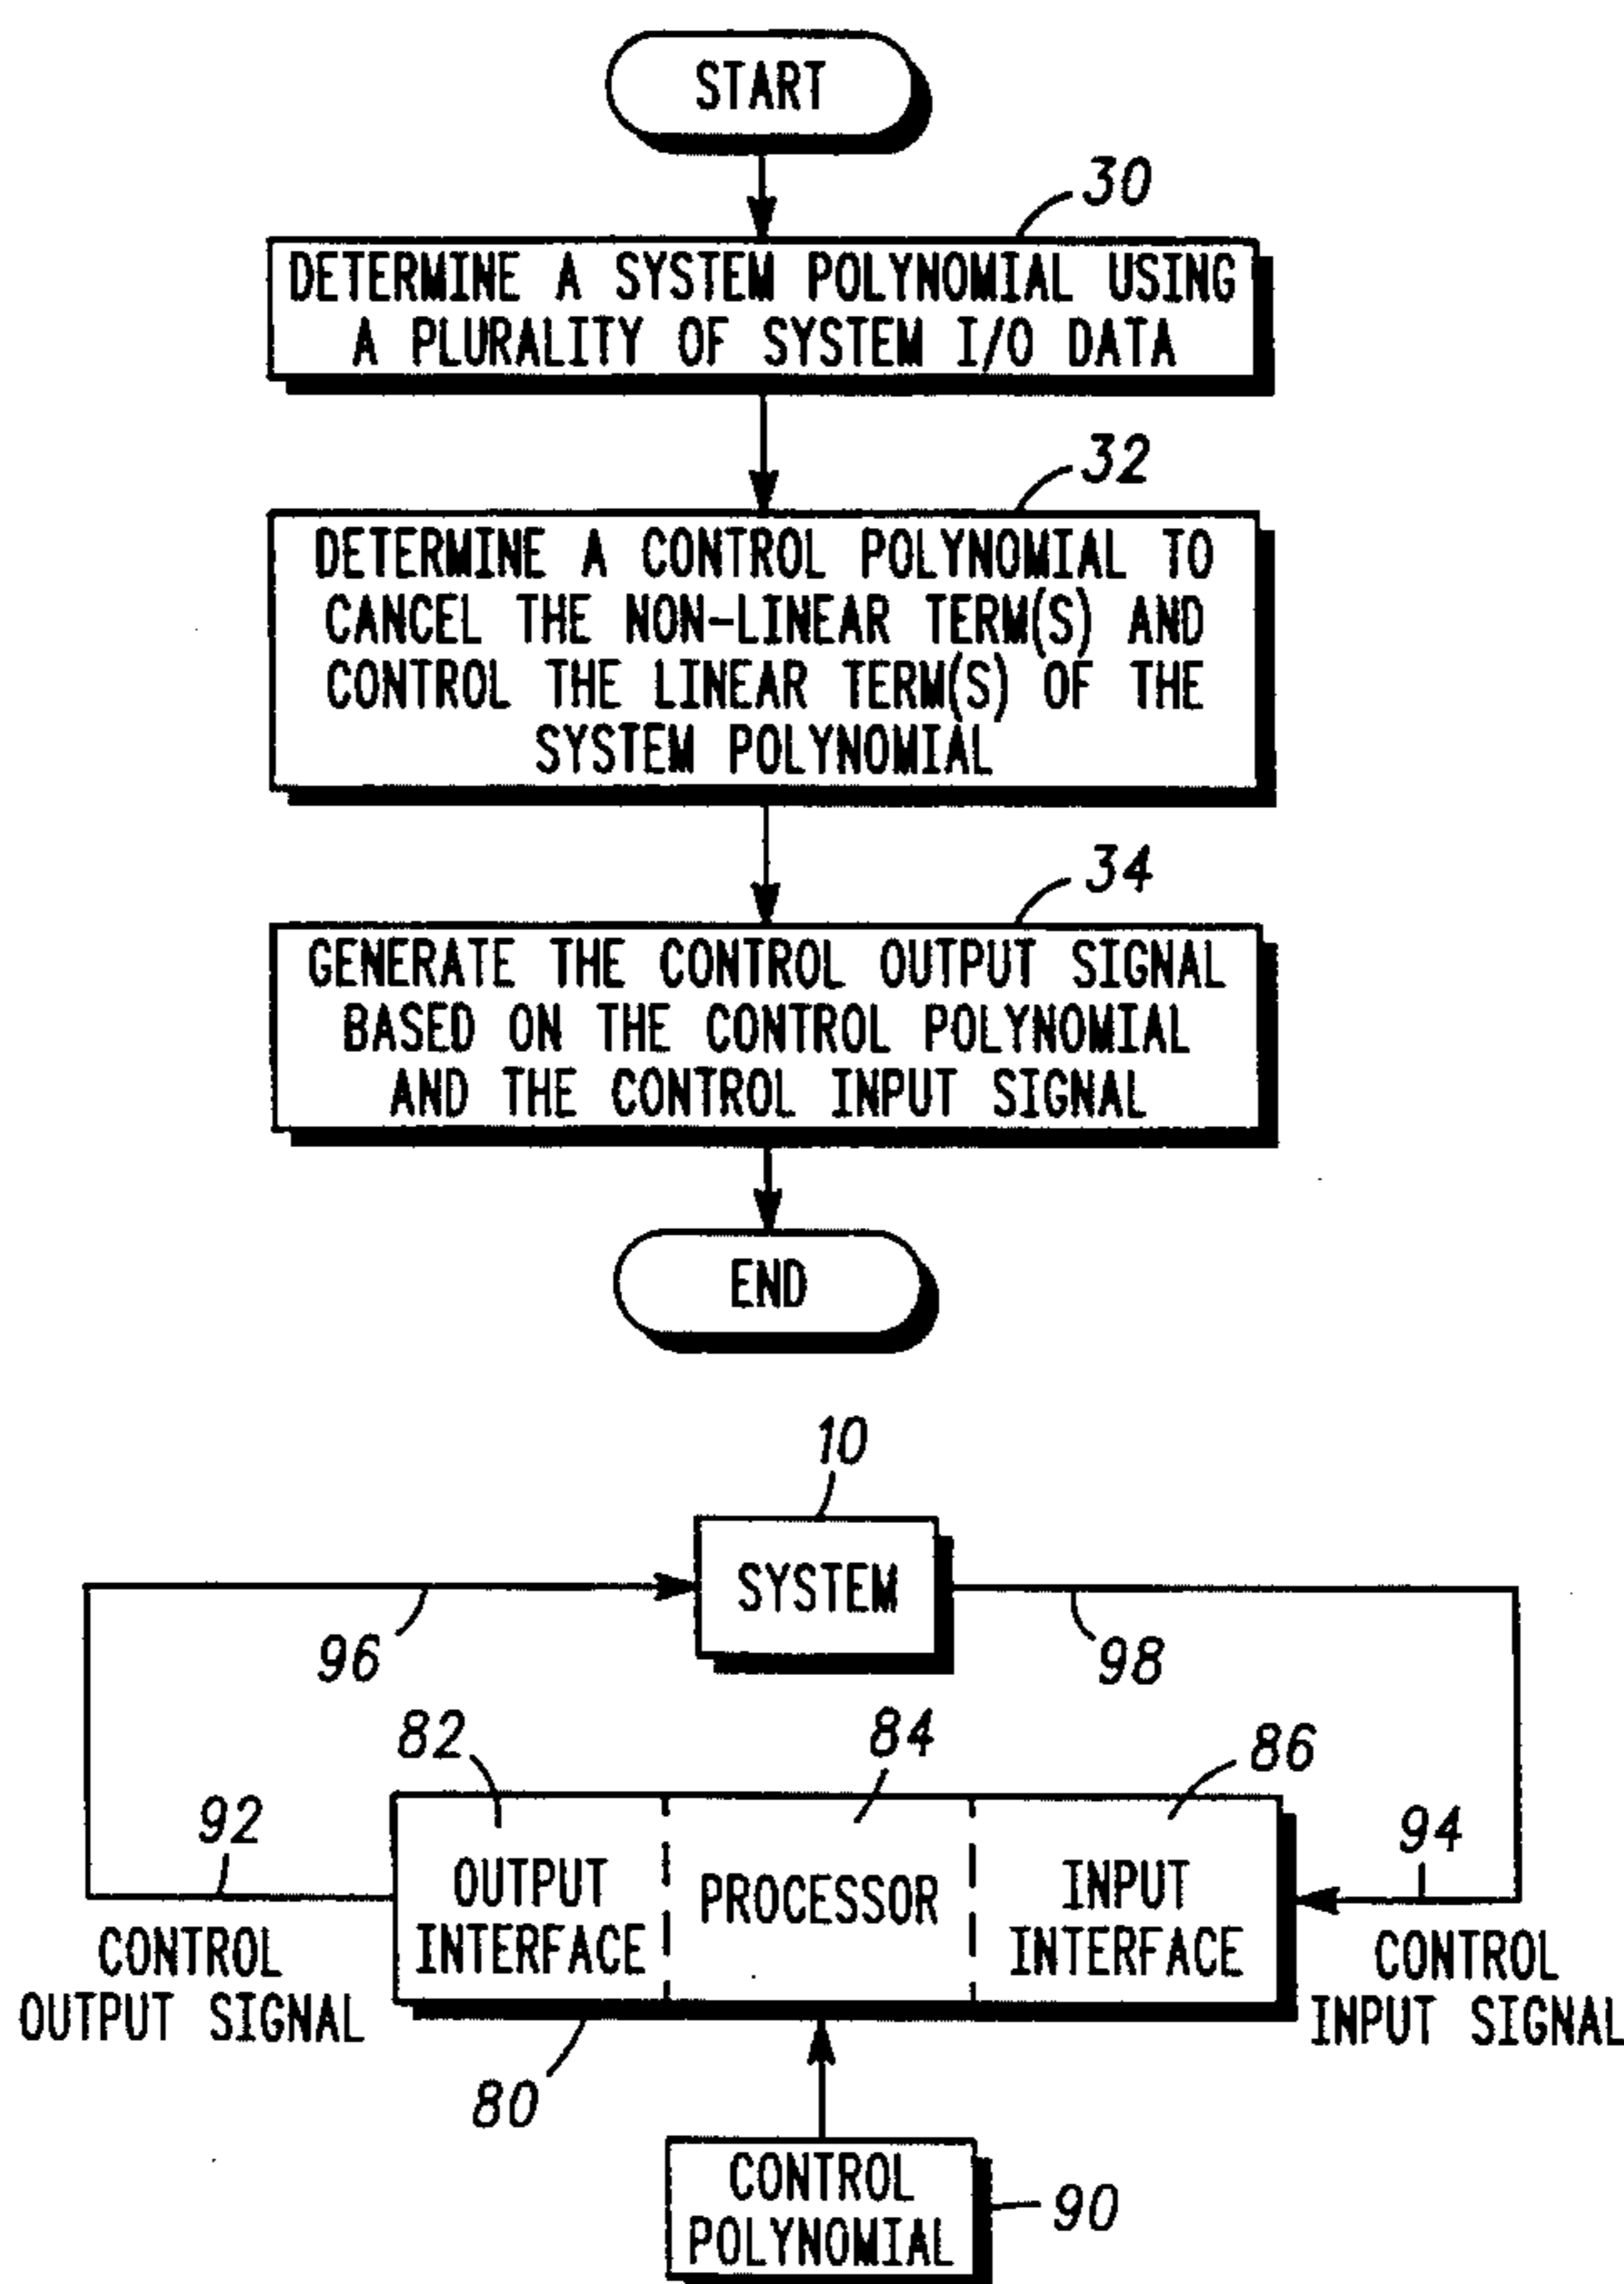 START
30
DETERMINE A SYSTEM POLYNOMIAL USING
A PLURALITY OF SYSTEM I/O DATA
32
DETERMINE A CONTROL POLYNOMIAL TO
CANCEL THE NON-LINEAR TERM(S) AND
CONTROL THE LINEAR TERM(S) OF THE
SYSTEM POLYNOMIAL
34
GENERATE THE CONTROL OUTPUT SIGNAL
BASED ON THE CONTROL POLYNOMIAL
AND THE CONTROL INPUT SIGNAL
END
10
SYSTEM
96
98
82
84
86
92
94
OUTPUT
INTERFACE
PROCESSOR
INPUT
INTERFACE
CONTROL
OUTPUT SIGNAL
CONTROL
INPUT SIGNAL
80
CONTROL
POLYNOMIAL
90